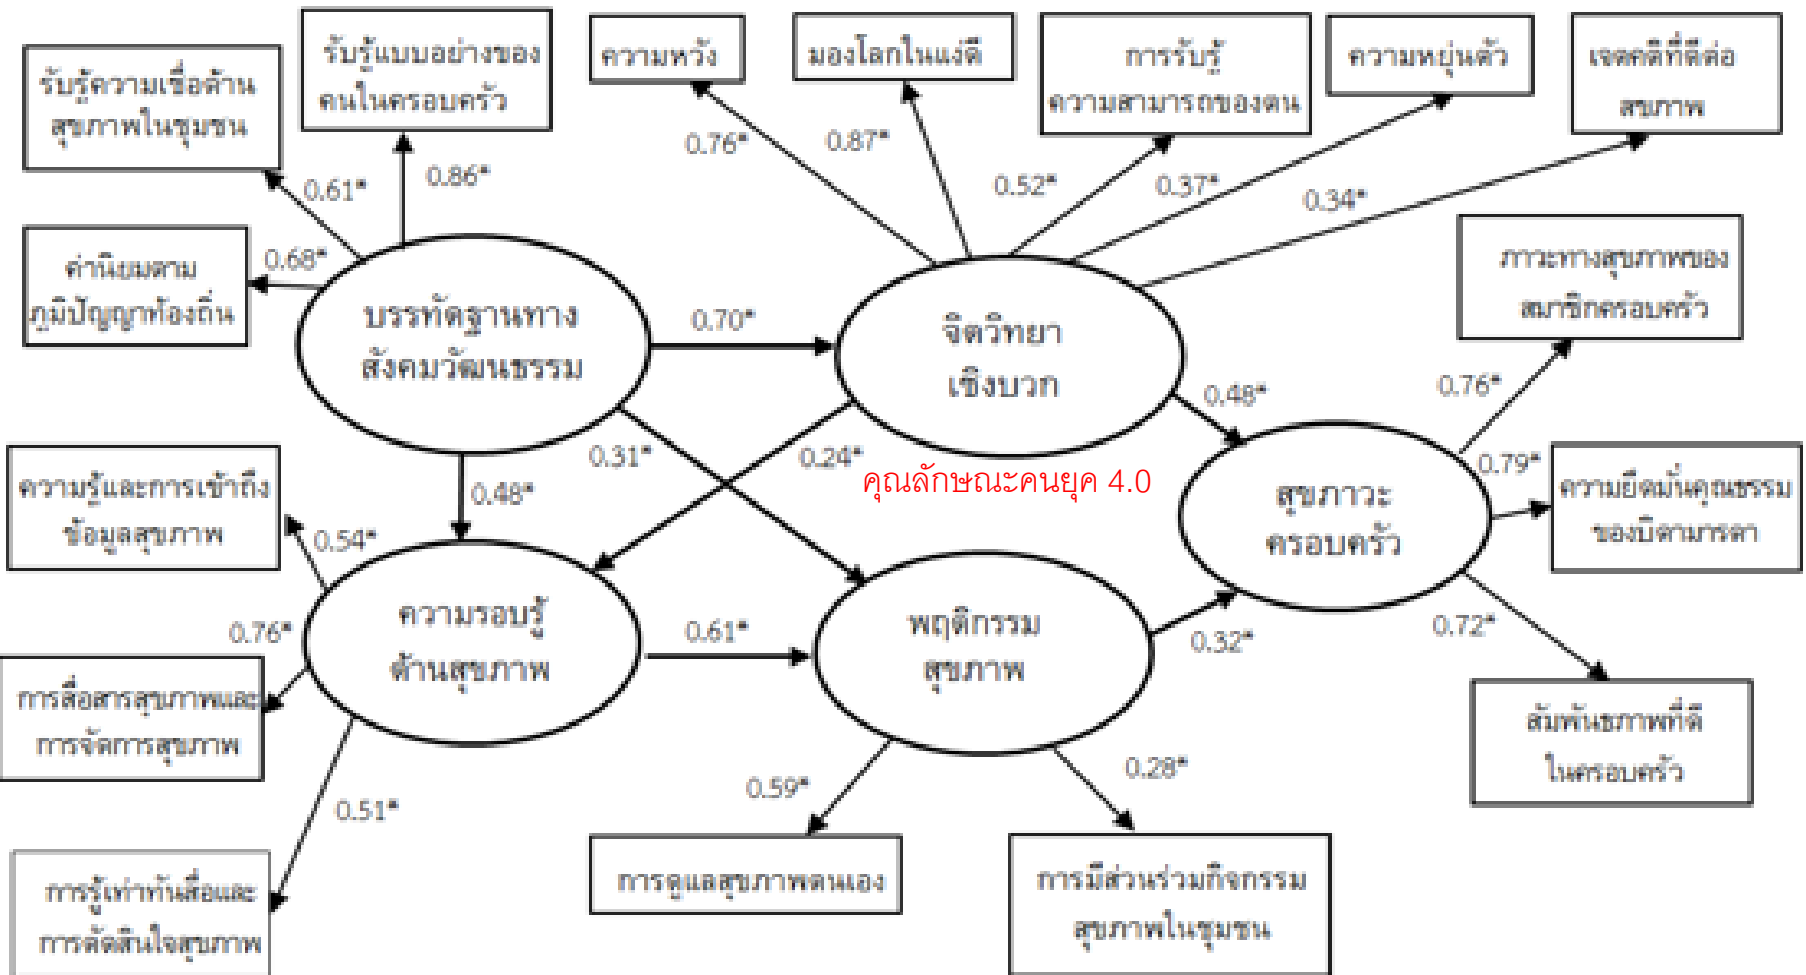 รับรู้ความเชื่อด้าน
สุขภาพในชุมชน
รับรู้แบบอย่างของ
คนในครอบครัว
ความหวัง
มองโลกในแง่ดี
การรับรู้
ความสามารถของตน
ความหยุ่นตัว
เจตคติที่ดีต่อ
สุขภาพ
0.61*
0.86*
0.76*
0.87*
0.52*
0.37*
0.34*
ค่านิยมตาม
ภูมิปัญญาท้องถิ่น
0.68*
บรรทัดฐานทาง
สังคมวัฒนธรรม
0.70*
จิตวิทยา
เชิงบวก
ภาวะทางสุขภาพของ
สมาชิกครอบครัว
0.48*
0.76*
0.31*
0.24*
0.48*
คุณลักษณะคนยุค 4.0
สุขภาวะ
ครอบครัว
0.79*
ความยึดมั่นคุณธรรม
ของบิดามารดา
ความรู้และการเข้าถึง
ข้อมูลสุขภาพ
0.54*
0.76*
ความรอบรู้
ด้านสุขภาพ
0.61*
พฤติกรรม
สุขภาพ
0.32*
0.72*
การสื่อสารสุขภาพและ
การจัดการสุขภาพ
สัมพันธภาพที่ดี
ในครอบครัว
0.51*
0.59*
0.28*
การรู้เท่าทันสื่อและ
การตัดสินใจสุขภาพ
การดูแลสุขภาพตนเอง
การมีส่วนร่วมกิจกรรม
สุขภาพในชุมชน